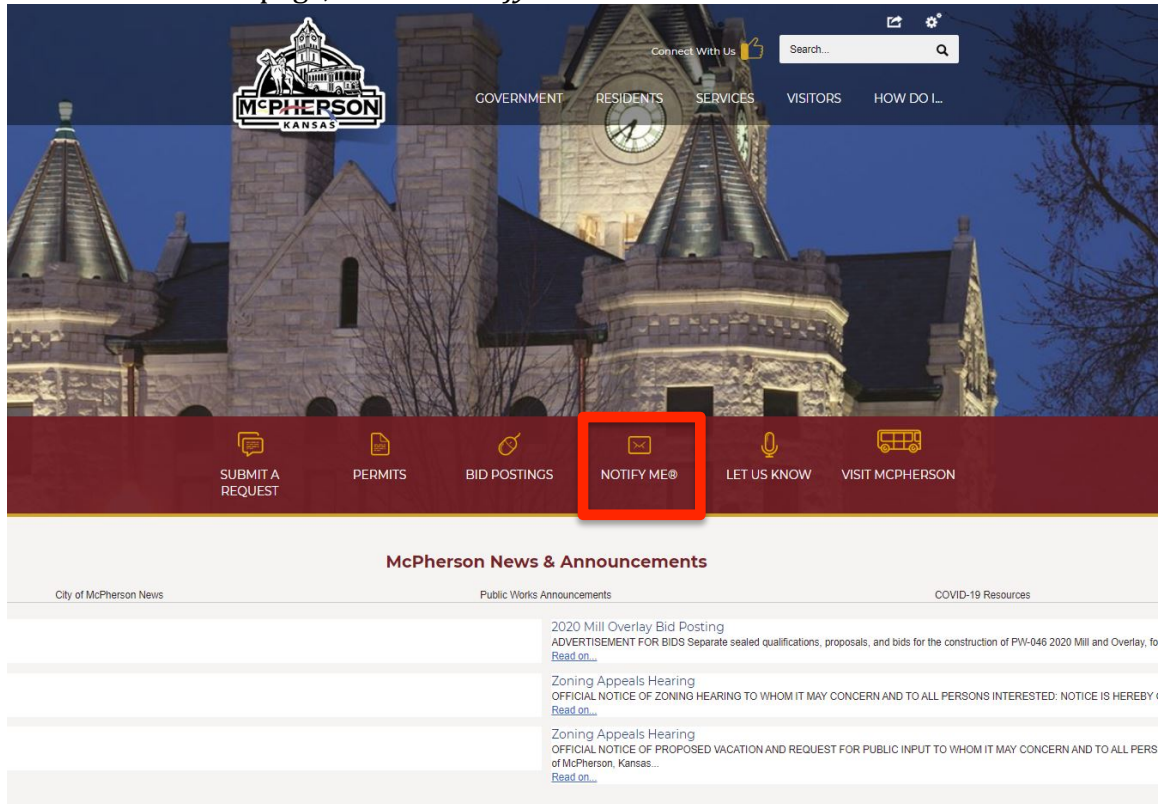 Connect With Us
Search...
McPHERSON
KANSAS
GOVERNMENT RESIDENTS SERVICES VISITORS HOW DO I...
SUBMIT A
REQUEST
PERMITS
BID POSTINGS
NOTIFY ME®
LET US KNOW
VISIT MCPHERSON
McPherson News & Announcements
City of McPherson News
Public Works Announcements
COVID-19 Resources
2020 Mill Overlay Bid Posting
ADVERTISEMENT FOR BIDS Separate sealed qualifications, proposals, and bids for the construction of PW-046 2020 Mill and Overlay, fo
Read on...
Zoning Appeals Hearing
OFFICIAL NOTICE OF ZONING HEARING TO WHOM IT MAY CONCERN AND TO ALL PERSONS INTERESTED: NOTICE IS HEREBY
Read on...
Zoning Appeals Hearing
OFFICIAL NOTICE OF PROPOSED VACATION AND REQUEST FOR PUBLIC INPUT TO WHOM IT MAY CONCERN AND TO ALL PERS
of McPherson, Kansas...
Read on...